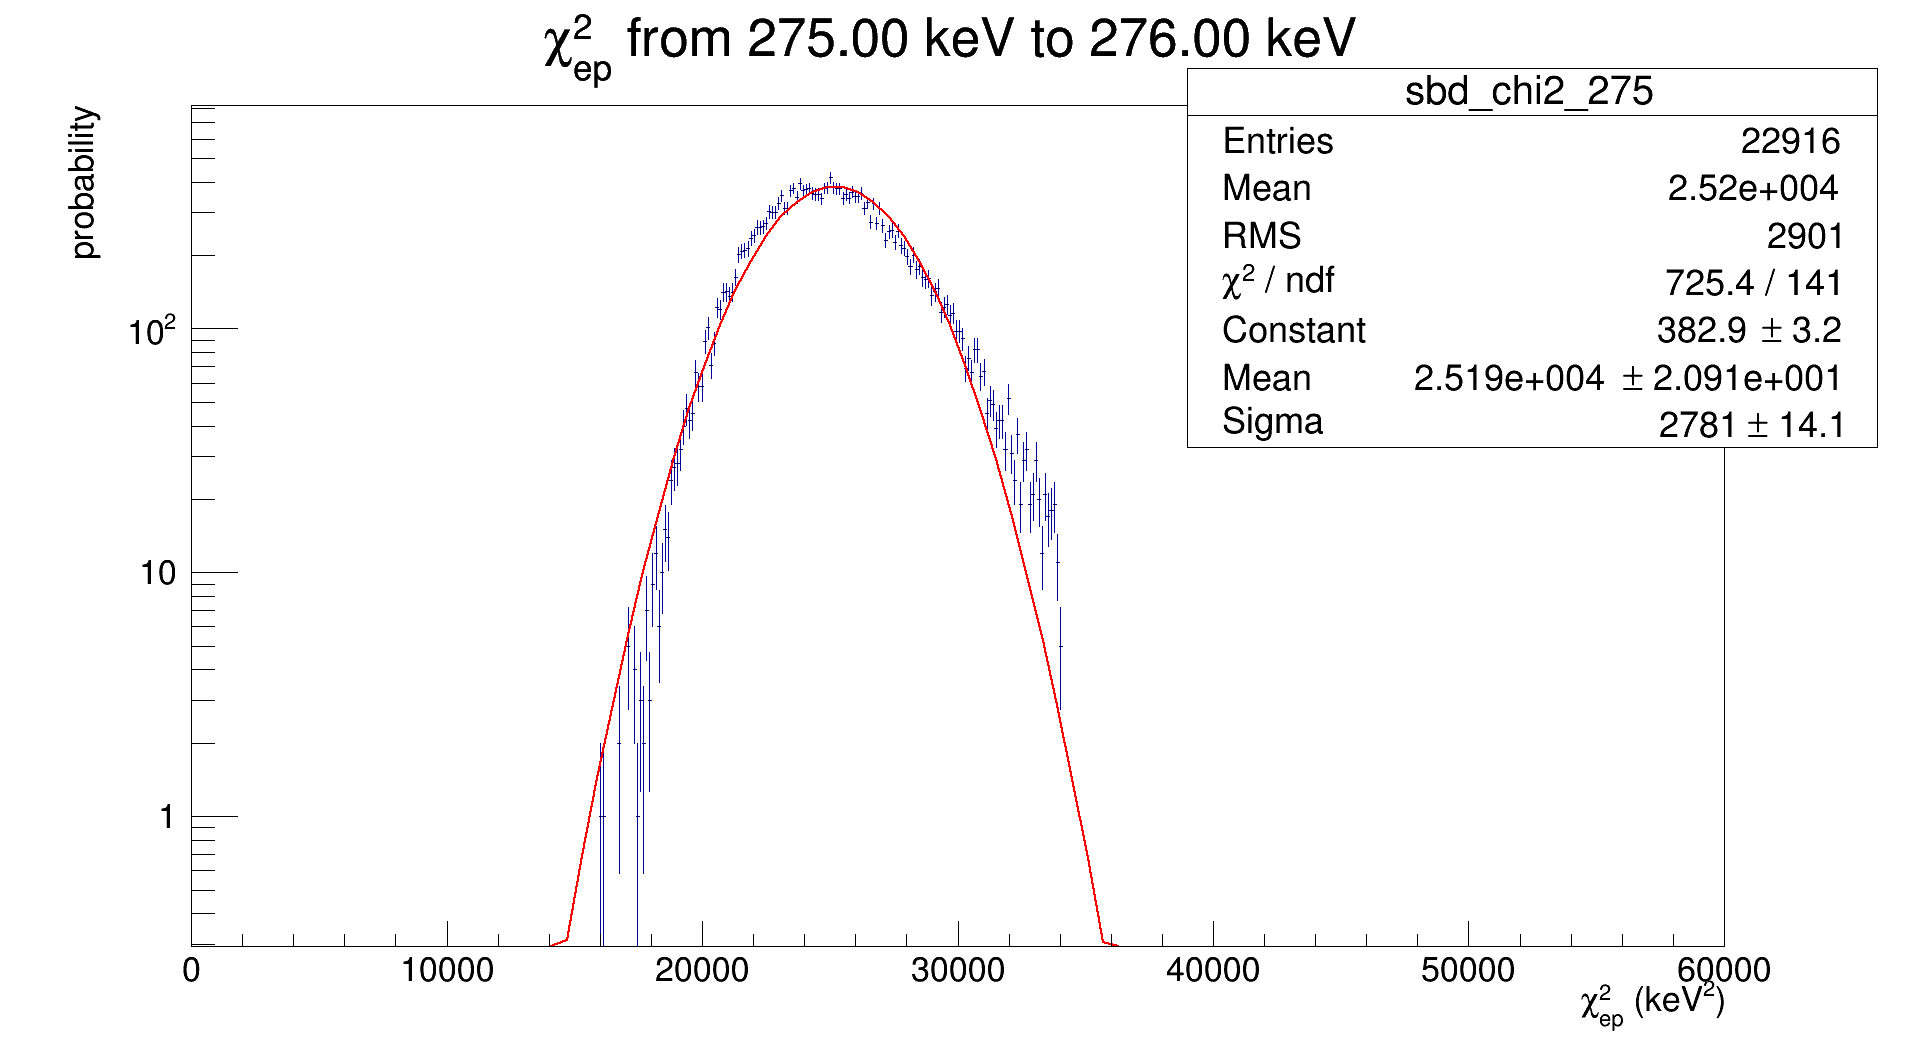 χ²ep from 275.00 keV to 276.00 keV
sbd_chi2_275
Entries 22916
Mean 2.52e+004
RMS 2901
χ² / ndf 725.4 / 141
Constant 382.9 ± 3.2
Mean 2.519e+004 ± 2.091e+001
Sigma 2781 ± 14.1
probability
10²
10
1
0 10000 20000 30000 40000 50000 60000
χ²ep (keV²)